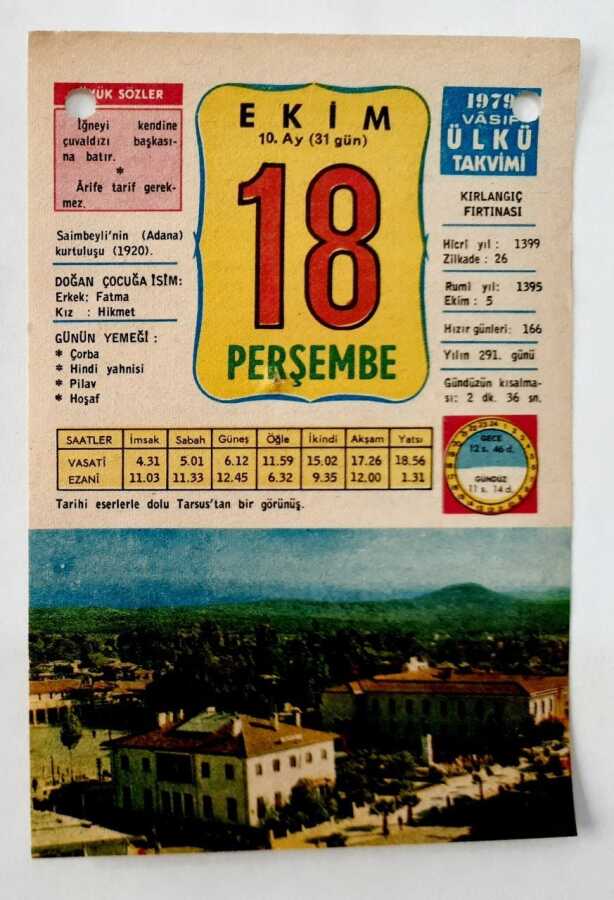 BÜYÜK SÖZLER
İğneyi kendine
çuvaldızı başkası-
na batır.
*
Ârife tarif gerek-
mez.
Saimbeyli'nin (Adana)
kurtuluşu (1920).
DOĞAN ÇOCUĞA İSİM:
Erkek: Fatma
Kız : Hikmet
GÜNÜN YEMEĞİ :
* Çorba
* Hindi yahnisi
* Pilav
* Hoşaf
EKİM
10. Ay (31 gün)
18
PERŞEMBE
1979
VÂSIF
ÜLKÜ
TAKVİMİ
KIRLANGIÇ
FIRTINASI
Hicrî yıl : 1399
Zilkade : 26
Rumî yıl: 1395
Ekim : 5
Hızır günleri: 166
Yılın 291. günü
Gündüzün kısalma-
sı: 2 dk. 36 sn.
SAATLER İmsak Sabah Güneş Öğle İkindi Akşam Yatsı
VASATİ 4.31 5.01 6.12 11.59 15.02 17.26 18.56
EZANİ 11.03 11.33 12.45 6.32 9.35 12.00 1.31
GECE
12 s. 46 d.
GÜNDÜZ
11 s. 14 d.
Tarihi eserlerle dolu Tarsus'tan bir görünüş.